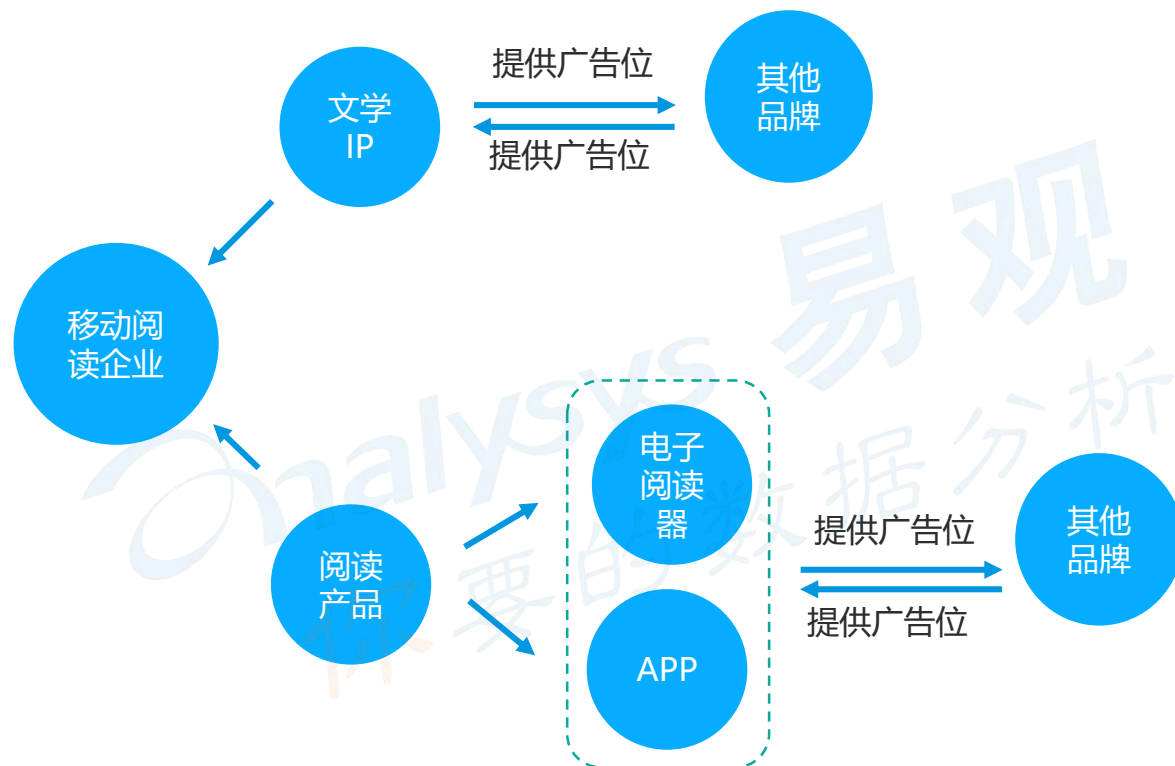 提供广告位
文学
IP
其他
品牌
提供广告位
移动阅
读企业
电子
阅读
器
阅读
产品
提供广告位
其他
品牌
提供广告位
APP
analysys 易观
你要的数据分析